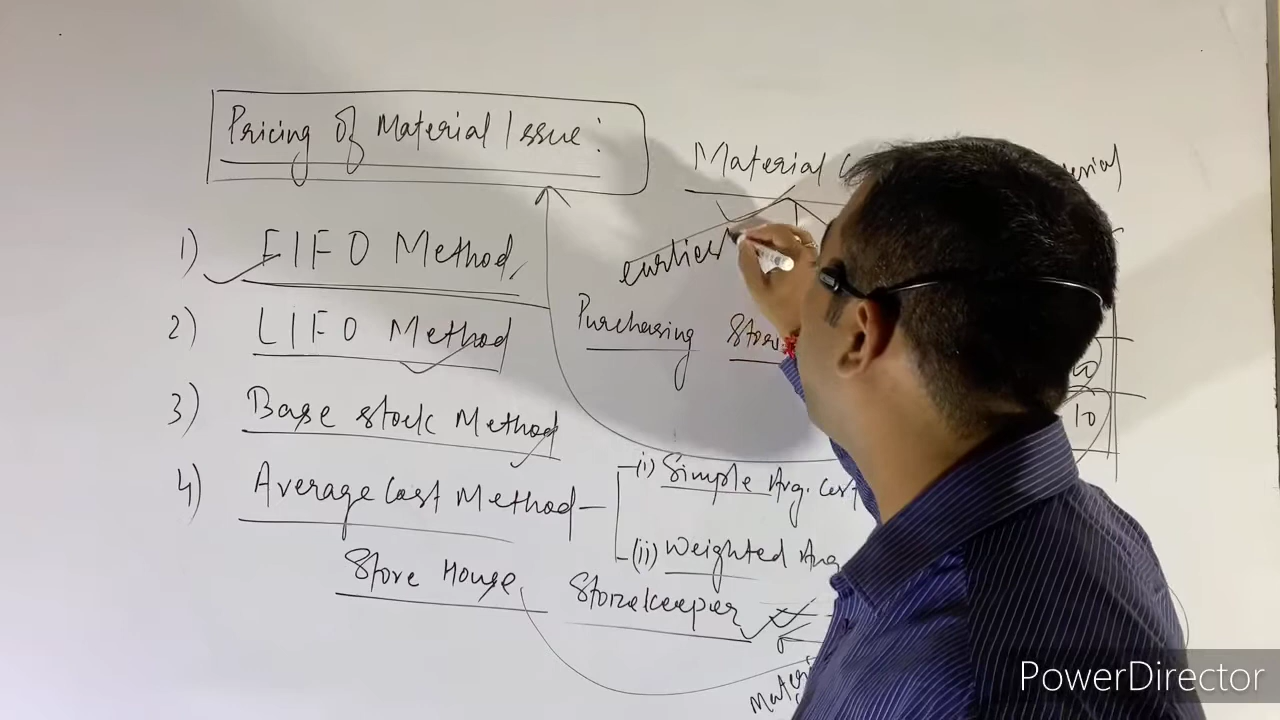 Pricing of Material Issue:
Material
1) FIFO Method
earlies
2) LIFO Method
Purchasing
10
3) Base stock Method
4) Average Cost Method
(i) Simple Avg. Cost
(ii) Weighted Avg
Store House
Storekeeper
PowerDirector